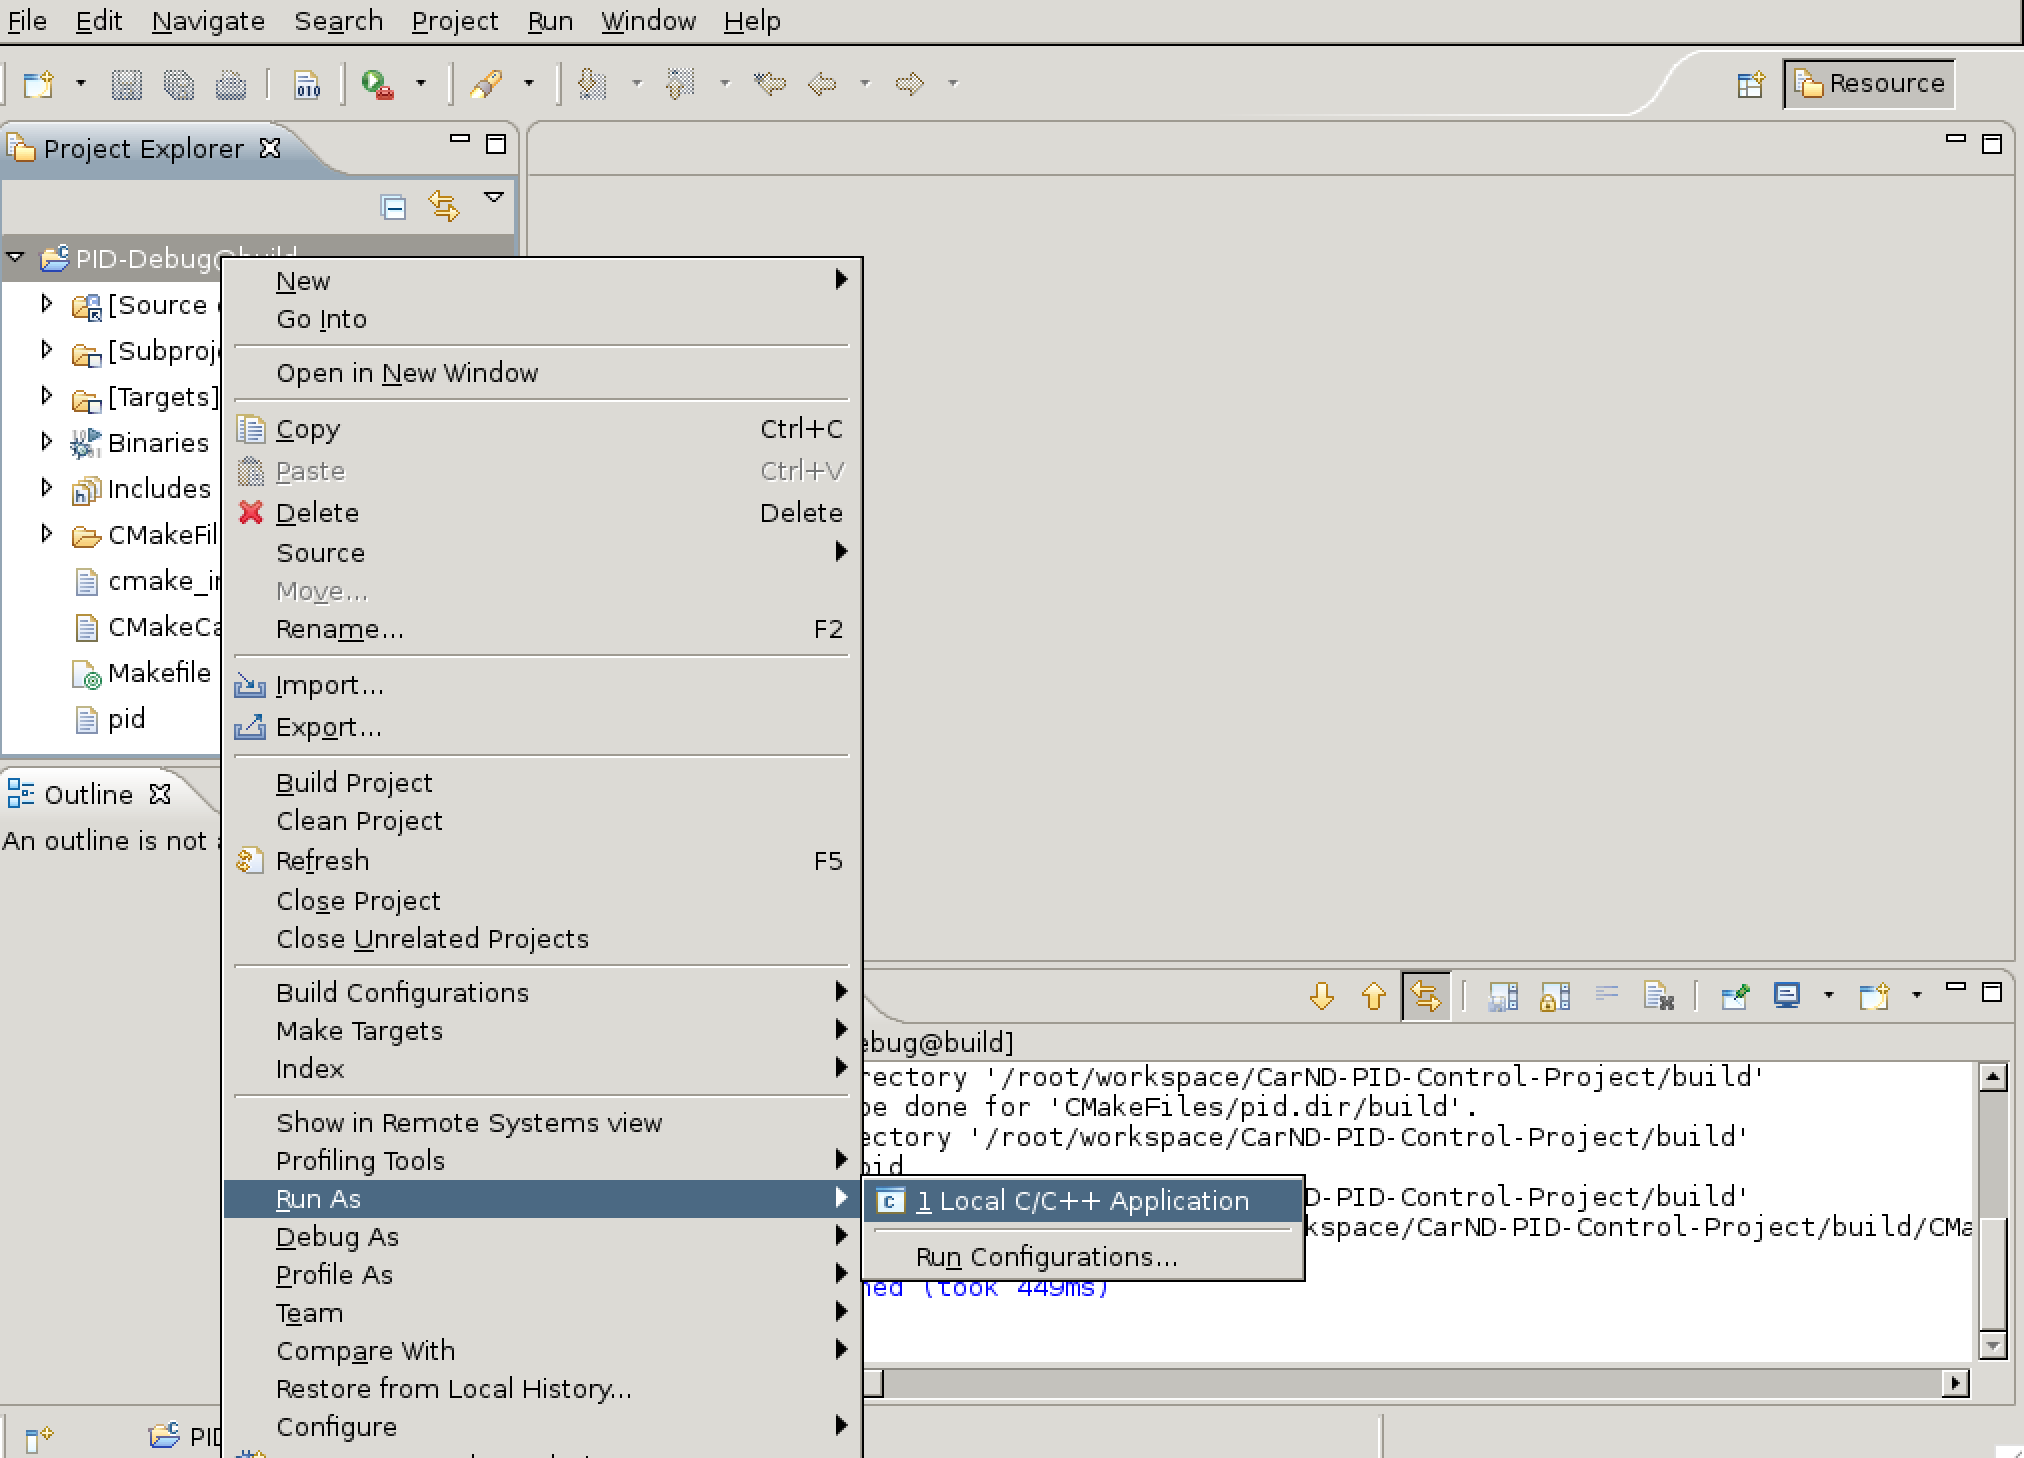 File Edit Navigate Search Project Run Window Help
010
Resource
Project Explorer
PID-Debug@build
[Source
[Subproj
[Targets]
Binaries
Includes
CMakeFil
cmake_in
CMakeCa
Makefile
pid
Outline
An outline is not
New
Go Into
Open in New Window
Copy Ctrl+C
Paste Ctrl+V
Delete Delete
Source
Move...
Rename... F2
Import...
Export...
Build Project
Clean Project
Refresh F5
Close Project
Close Unrelated Projects
Build Configurations
Make Targets
Index
Show in Remote Systems view
Profiling Tools
Run As
Debug As
Profile As
Team
Compare With
Restore from Local History...
Configure
1 Local C/C++ Application
Run Configurations...
ebug@build]
rectory '/root/workspace/CarND-PID-Control-Project/build'
be done for 'CMakeFiles/pid.dir/build'.
ectory '/root/workspace/CarND-PID-Control-Project/build'
pid
D-PID-Control-Project/build'
kspace/CarND-PID-Control-Project/build/CMa
ned (took 449ms)
PID